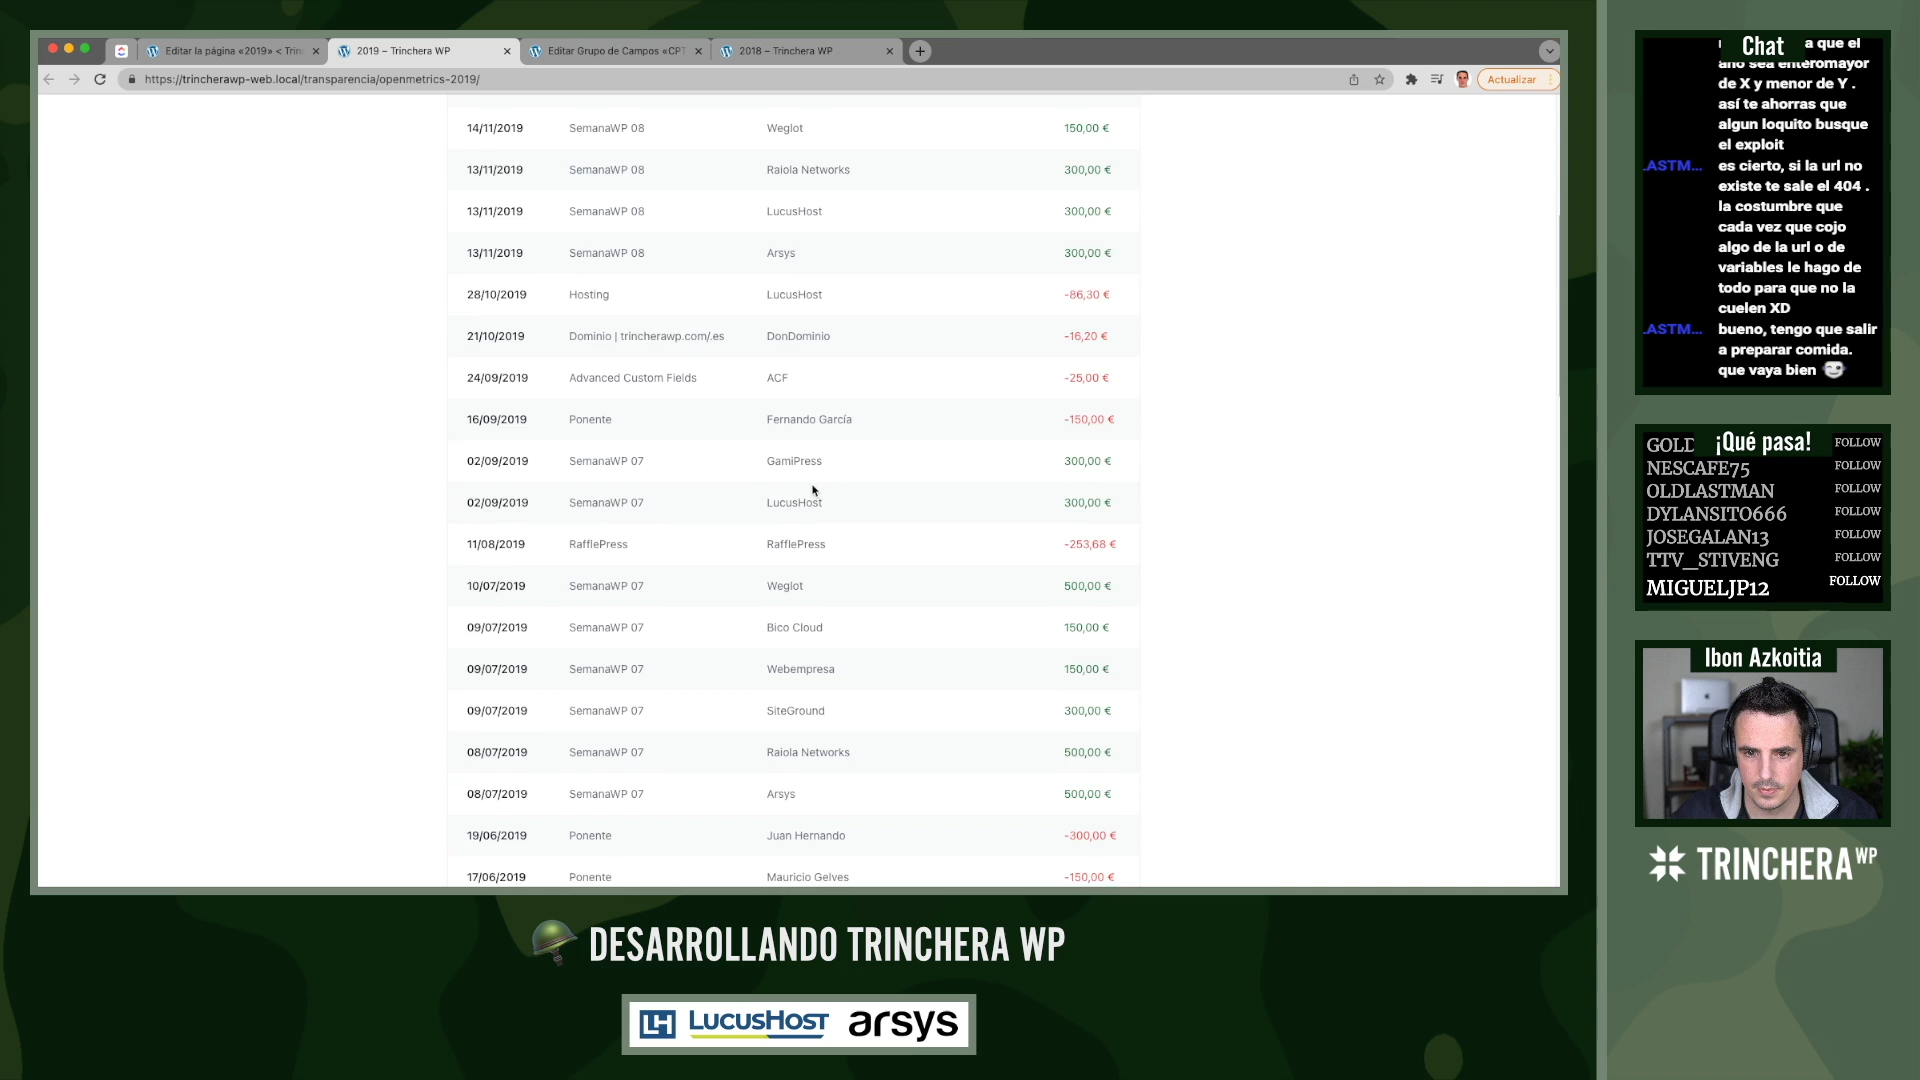 Editar la página «2019» < Trin
2019 – Trinchera WP
Editar Grupo de Campos «CPT
2018 – Trinchera WP
https://trincherawp-web.local/transparencia/openmetrics-2019/
Actualizar
14/11/2019 SemanaWP 08 Weglot 150,00 €
13/11/2019 SemanaWP 08 Raiola Networks 300,00 €
13/11/2019 SemanaWP 08 LucusHost 300,00 €
13/11/2019 SemanaWP 08 Arsys 300,00 €
28/10/2019 Hosting LucusHost -86,30 €
21/10/2019 Dominio | trincherawp.com/.es DonDominio -16,20 €
24/09/2019 Advanced Custom Fields ACF -25,00 €
16/09/2019 Ponente Fernando García -150,00 €
02/09/2019 SemanaWP 07 GamiPress 300,00 €
02/09/2019 SemanaWP 07 LucusHost 300,00 €
11/08/2019 RafflePress RafflePress -253,68 €
10/07/2019 SemanaWP 07 Weglot 500,00 €
09/07/2019 SemanaWP 07 Bico Cloud 150,00 €
09/07/2019 SemanaWP 07 Webempresa 150,00 €
09/07/2019 SemanaWP 07 SiteGround 300,00 €
08/07/2019 SemanaWP 07 Raiola Networks 500,00 €
08/07/2019 SemanaWP 07 Arsys 500,00 €
19/06/2019 Ponente Juan Hernando -300,00 €
17/06/2019 Ponente Mauricio Gelves -150,00 €
DESARROLLANDO TRINCHERA WP
LH LUCUSHOST arsys
Chat
a que el
año sea enteromayor
de X y menor de Y .
así te ahorras que
algun loquito busque
el exploit
.ASTM... es cierto, si la url no
existe te sale el 404 .
la costumbre que
cada vez que cojo
algo de la url o de
variables le hago de
todo para que no la
cuelen XD
.ASTM... bueno, tengo que salir
a preparar comida.
que vaya bien
¡Qué pasa!
GOLD FOLLOW
NESCAFE75 FOLLOW
OLDLASTMAN FOLLOW
DYLANSITO666 FOLLOW
JOSEGALAN13 FOLLOW
TTV_STIVENG FOLLOW
MIGUELJP12 FOLLOW
Ibon Azkoitia
TRINCHERA WP